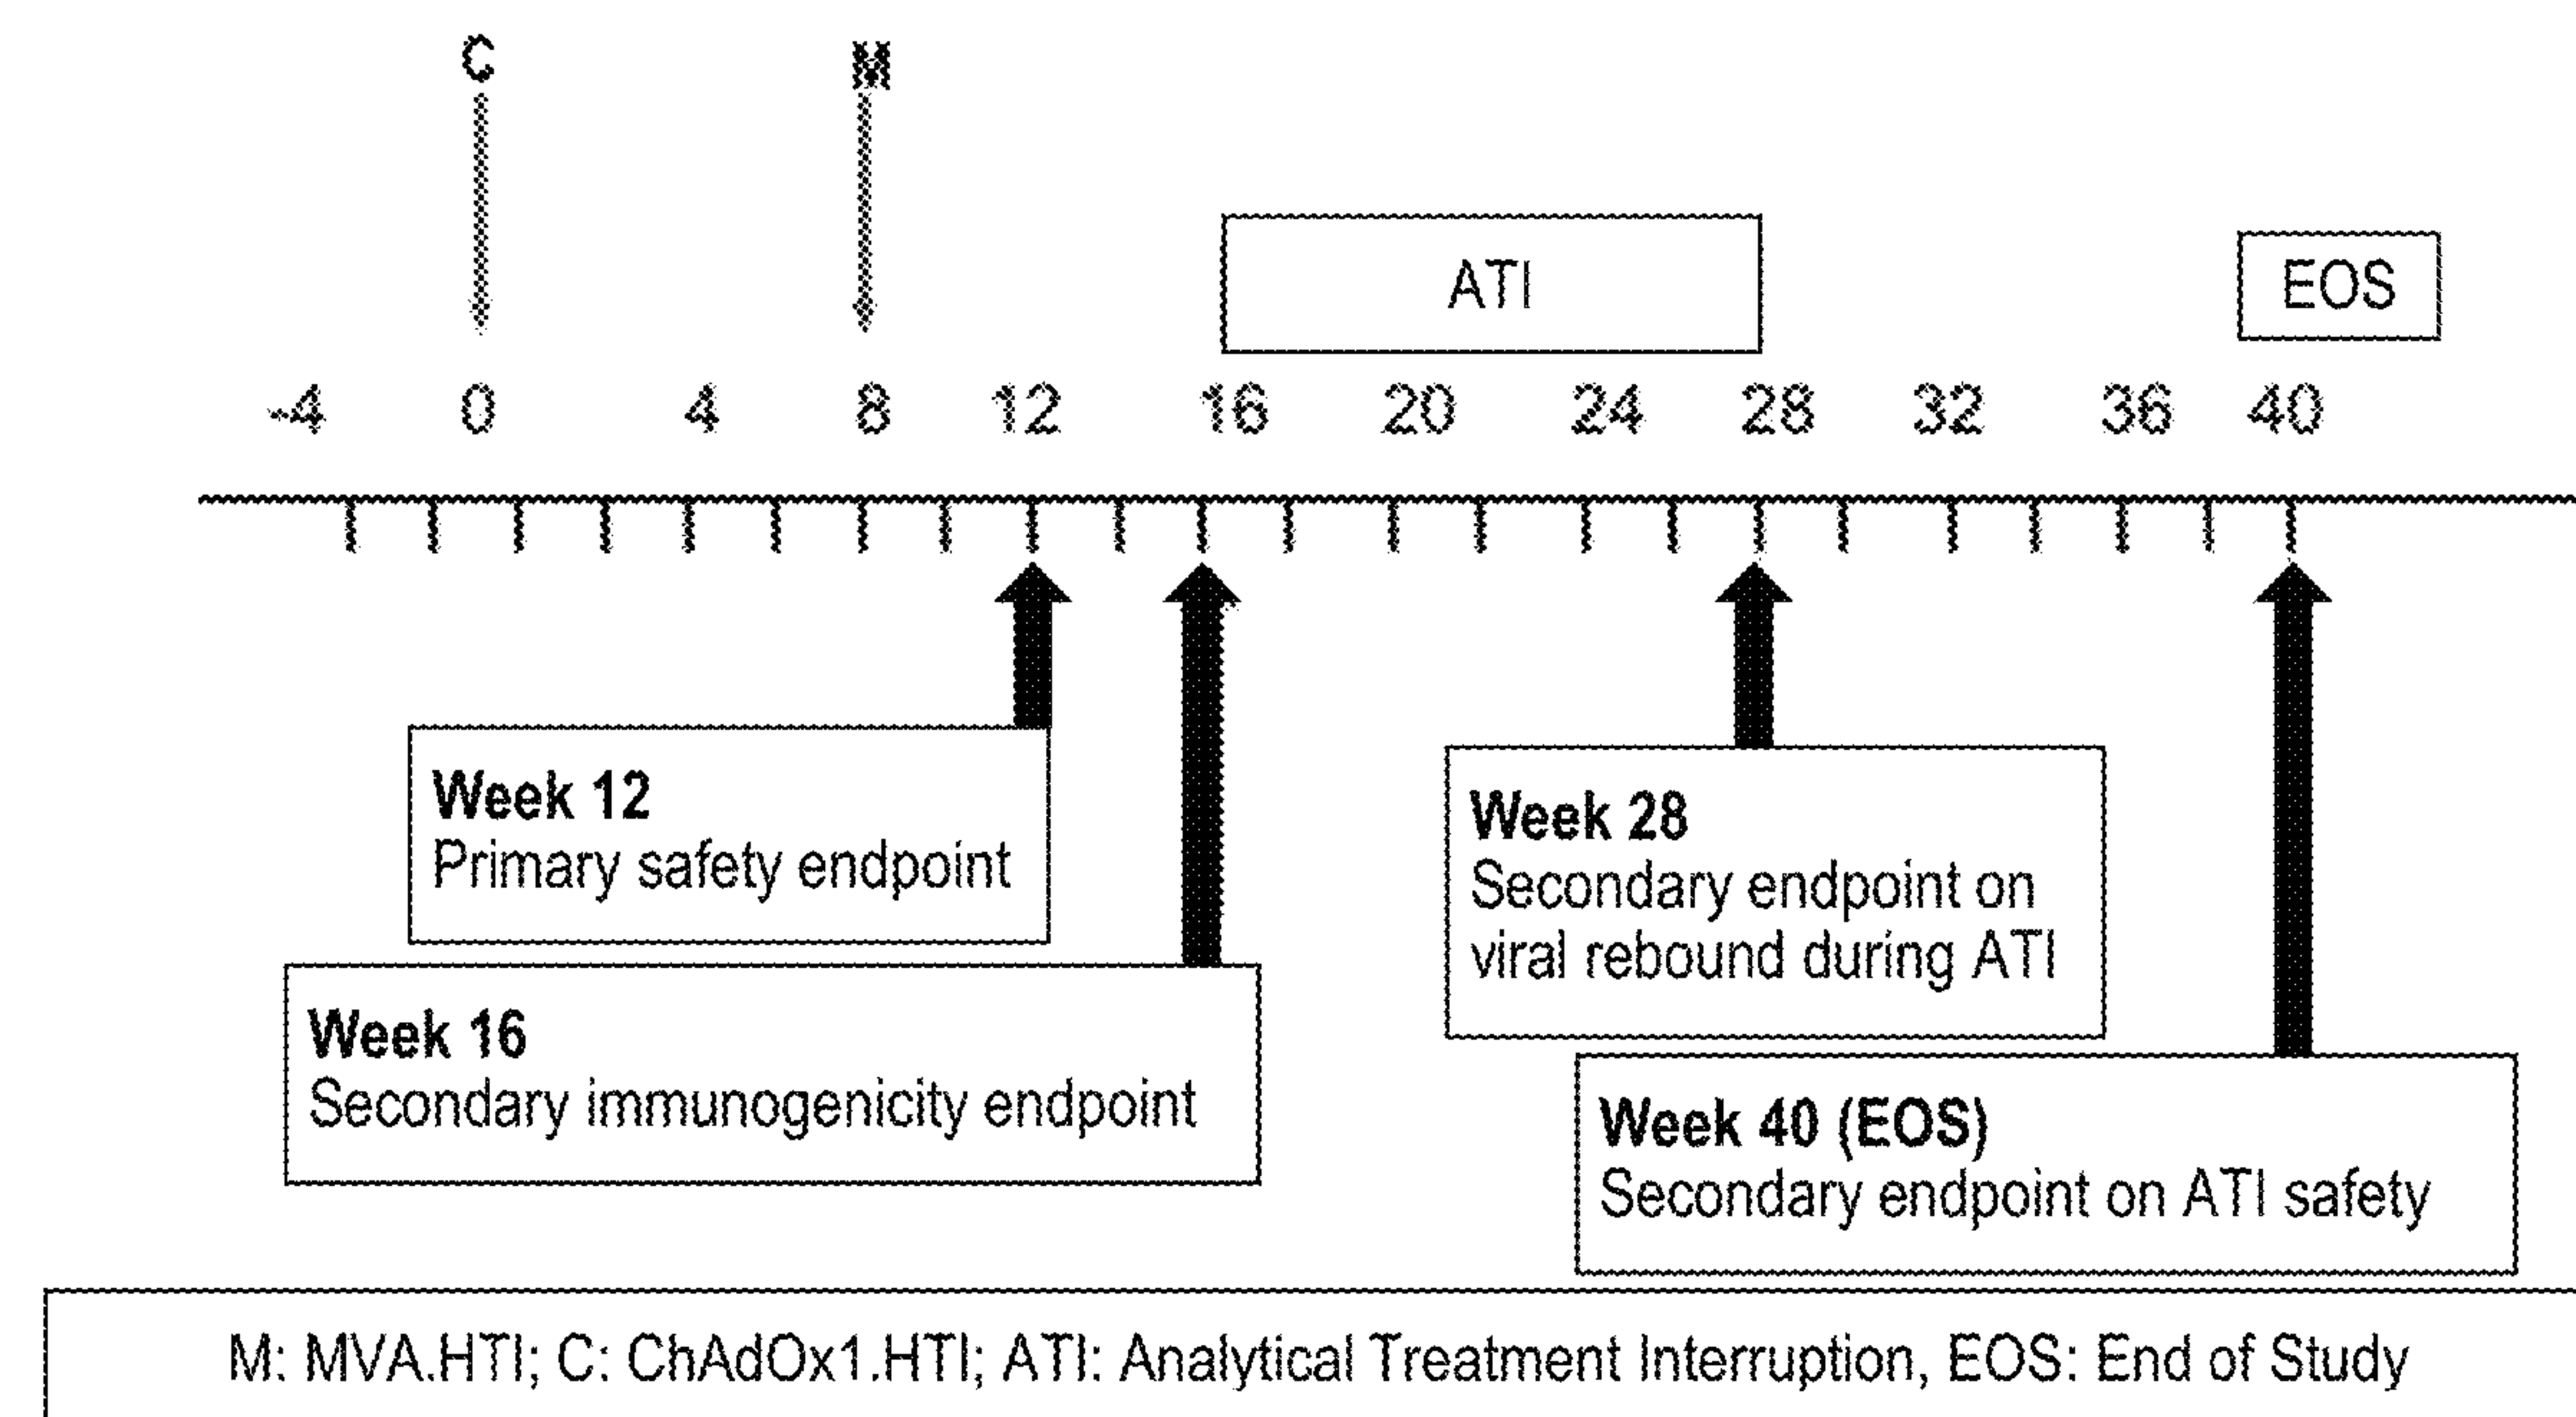 C M
ATI EOS
-4 0 4 8 12 16 20 24 28 32 36 40
Week 12
Primary safety endpoint
Week 16
Secondary immunogenicity endpoint
Week 28
Secondary endpoint on
viral rebound during ATI
Week 40 (EOS)
Secondary endpoint on ATI safety
M: MVA.HTI; C: ChAdOx1.HTI; ATI: Analytical Treatment Interruption, EOS: End of Study